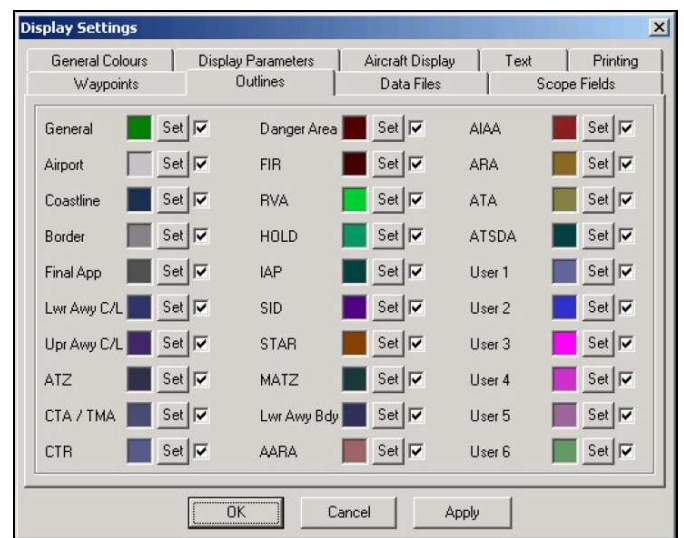 Display Settings
General Colours Display Parameters Aircraft Display Text Printing
Waypoints Outlines Data Files Scope Fields
General Set Danger Area Set AIAA Set
Airport Set FIR Set ARA Set
Coastline Set RVA Set ATA Set
Border Set HOLD Set ATSDA Set
Final App Set IAP Set User 1 Set
Lwr Awy C/L Set SID Set User 2 Set
Upr Awy C/L Set STAR Set User 3 Set
ATZ Set MATZ Set User 4 Set
CTA / TMA Set Lwr Awy Bdy Set User 5 Set
CTR Set AARA Set User 6 Set
OK Cancel Apply